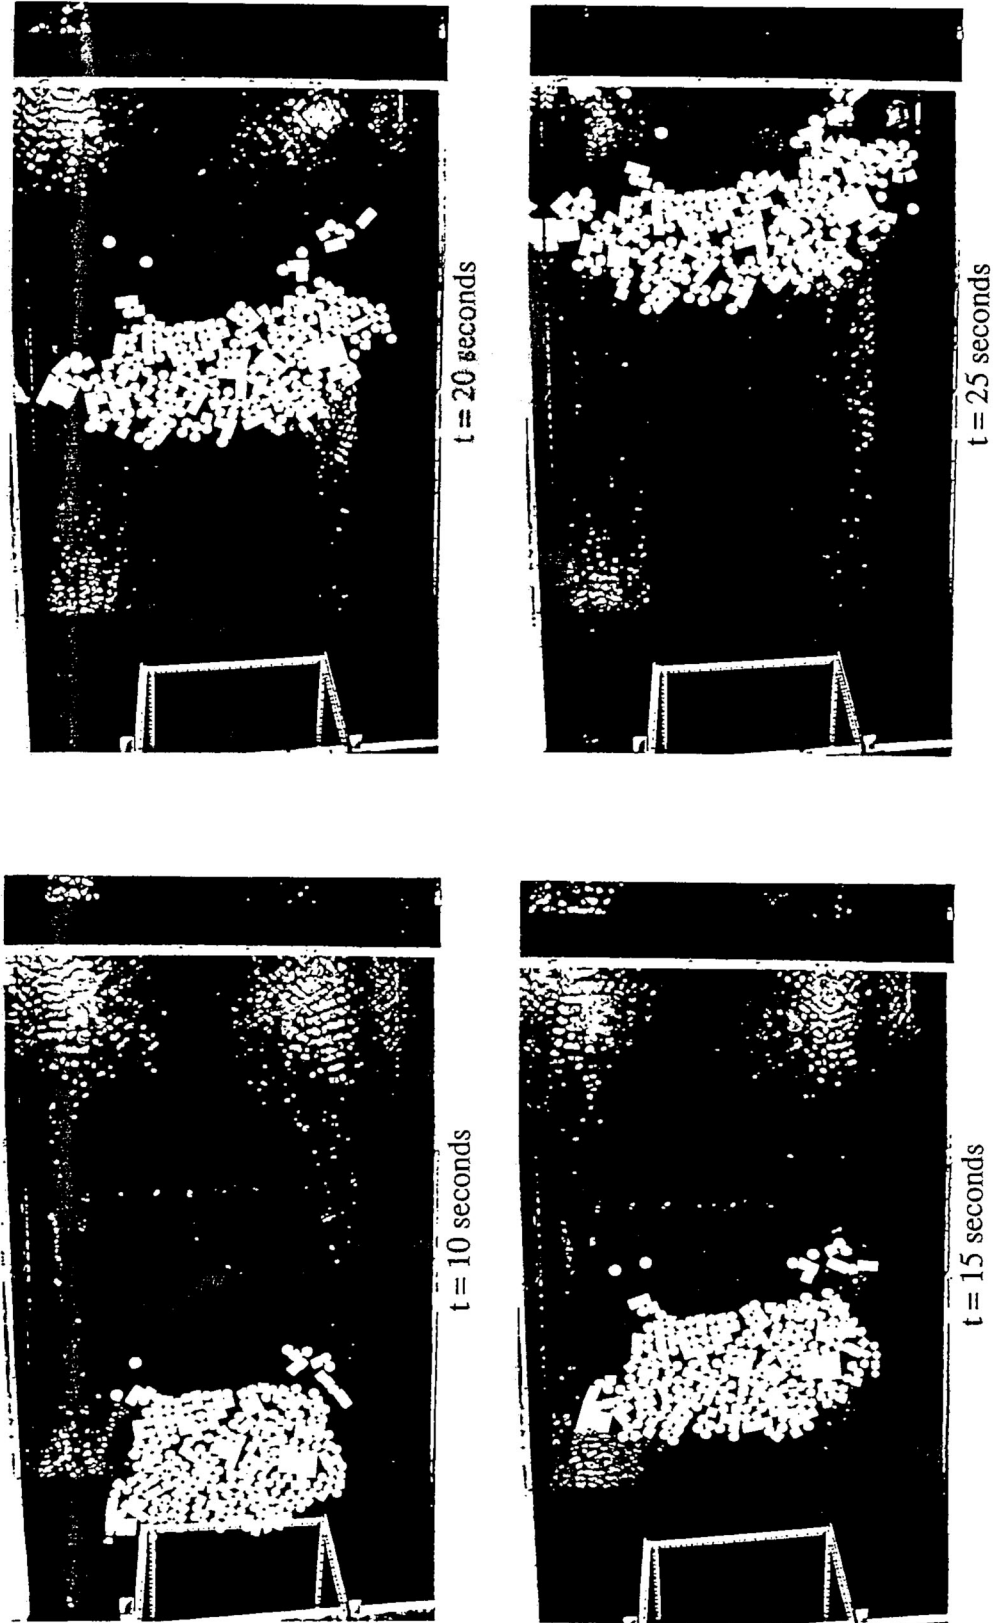 t = 10 seconds
t = 15 seconds
t = 20 seconds
t = 25 seconds